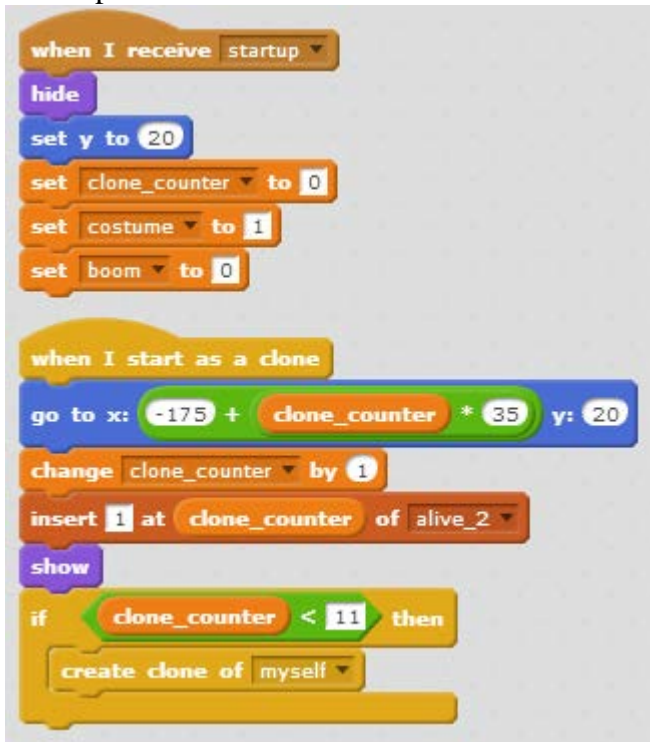 when I receive startup
hide
set y to 20
set clone_counter to 0
set costume to 1
set boom to 0
when I start as a clone
go to x: -175 + clone_counter * 35 y: 20
change clone_counter by 1
insert 1 at clone_counter of alive_2
show
if clone_counter < 11 then
create clone of myself